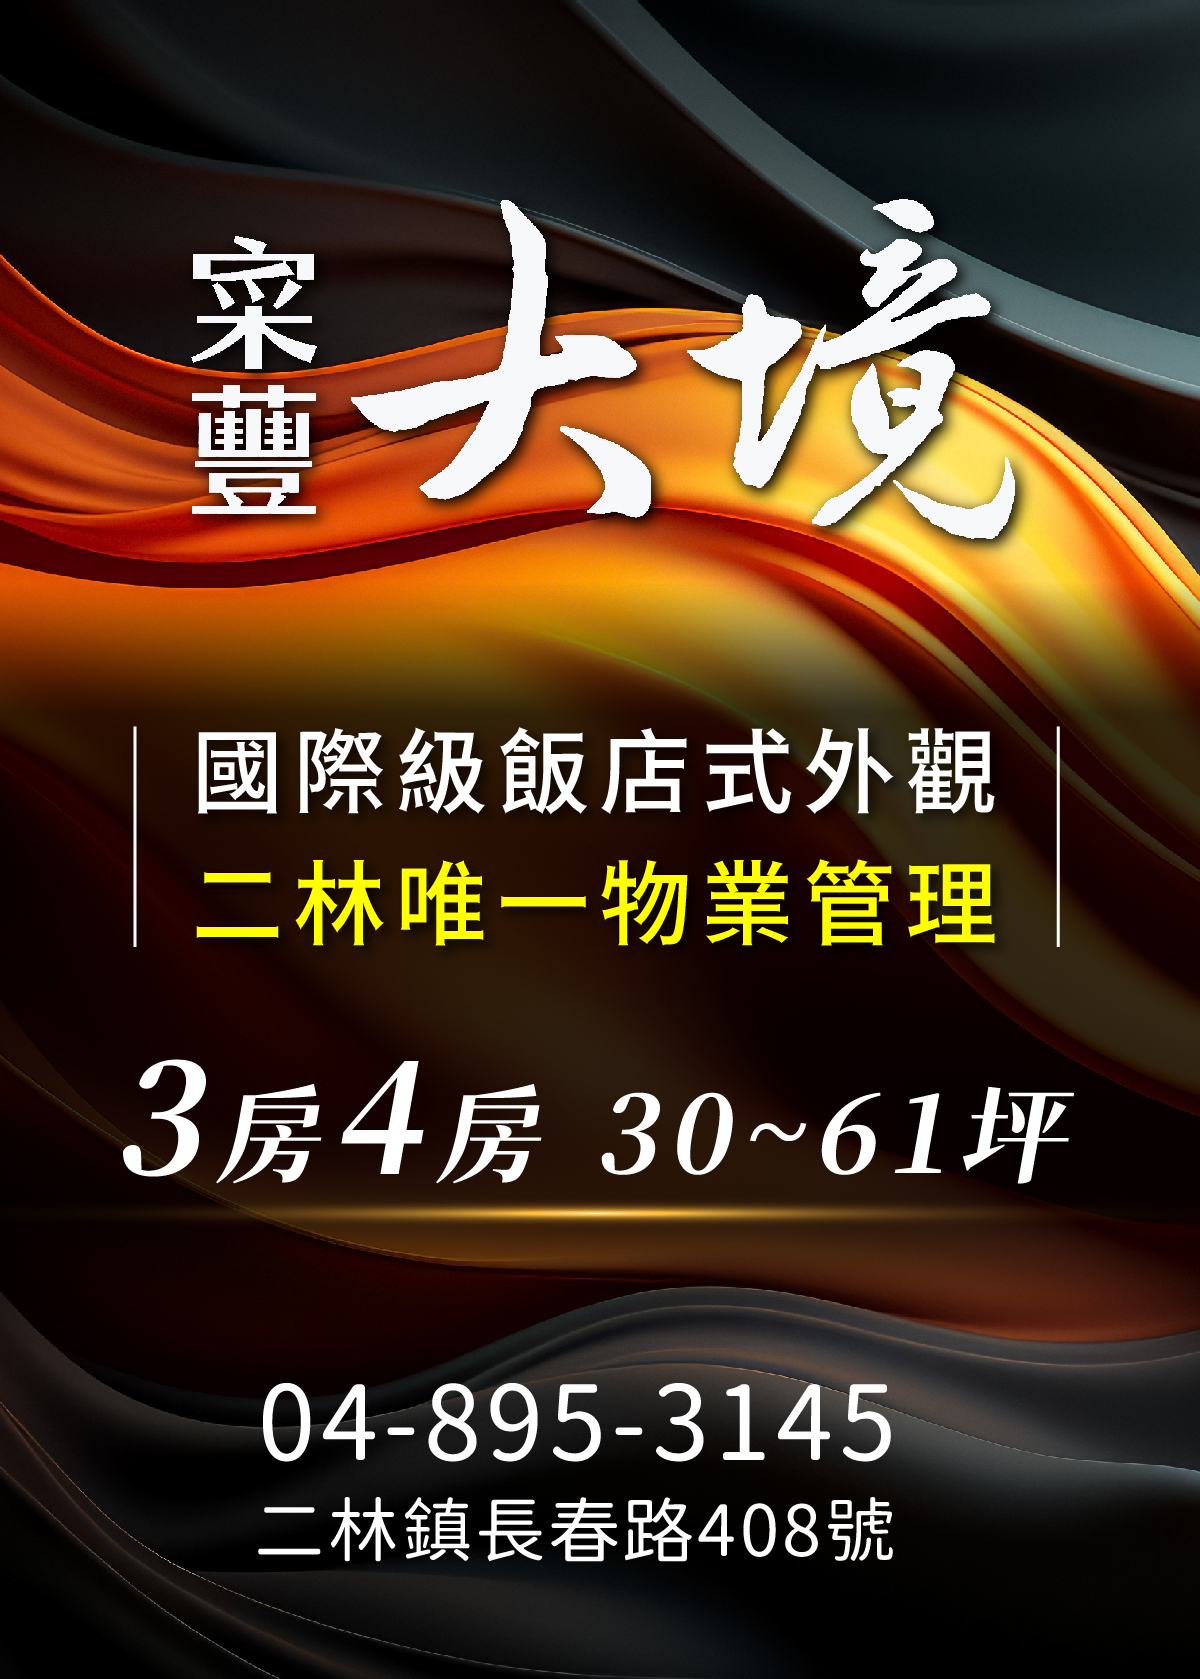 寀豐
大境
國際級飯店式外觀
二林唯一物業管理
3房4房 30~61坪
04-895-3145
二林鎮長春路408號